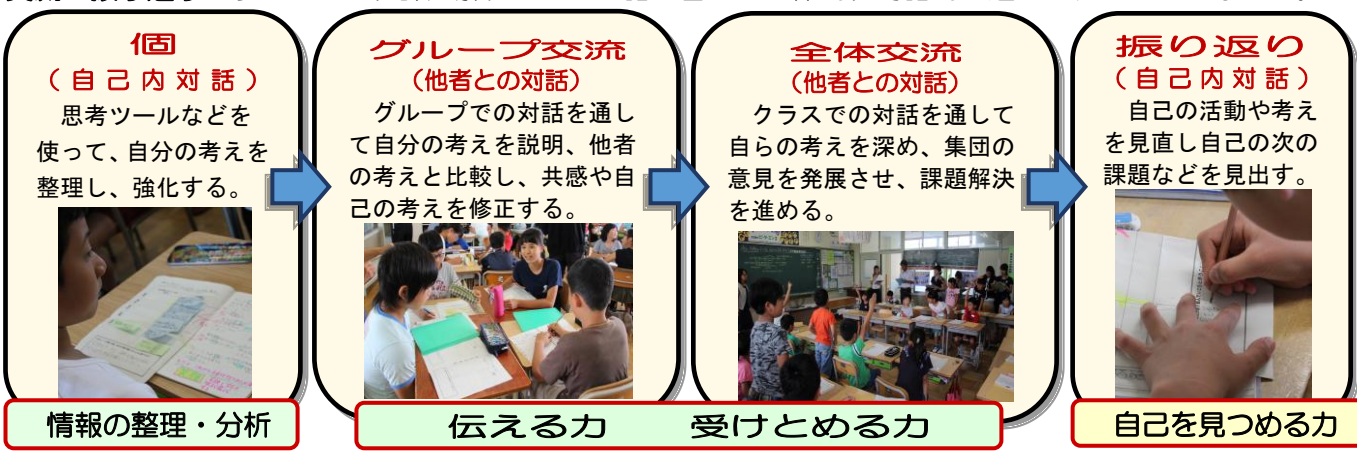 個
(自己内対話)
思考ツールなどを
使って、自分の考えを
整理し、強化する。
グループ交流
(他者との対話)
グループでの対話を通し
て自分の考えを説明、他者
の考えと比較し、共感や自
己の考えを修正する。
全体交流
(他者との対話)
クラスでの対話を通して
自らの考えを深め、集団の
意見を発展させ、課題解決
を進める。
振り返り
(自己内対話)
自己の活動や考え
を見直し自己の次の
課題などを見出す。
情報の整理・分析
伝える力 受けとめる力
自己を見つめる力